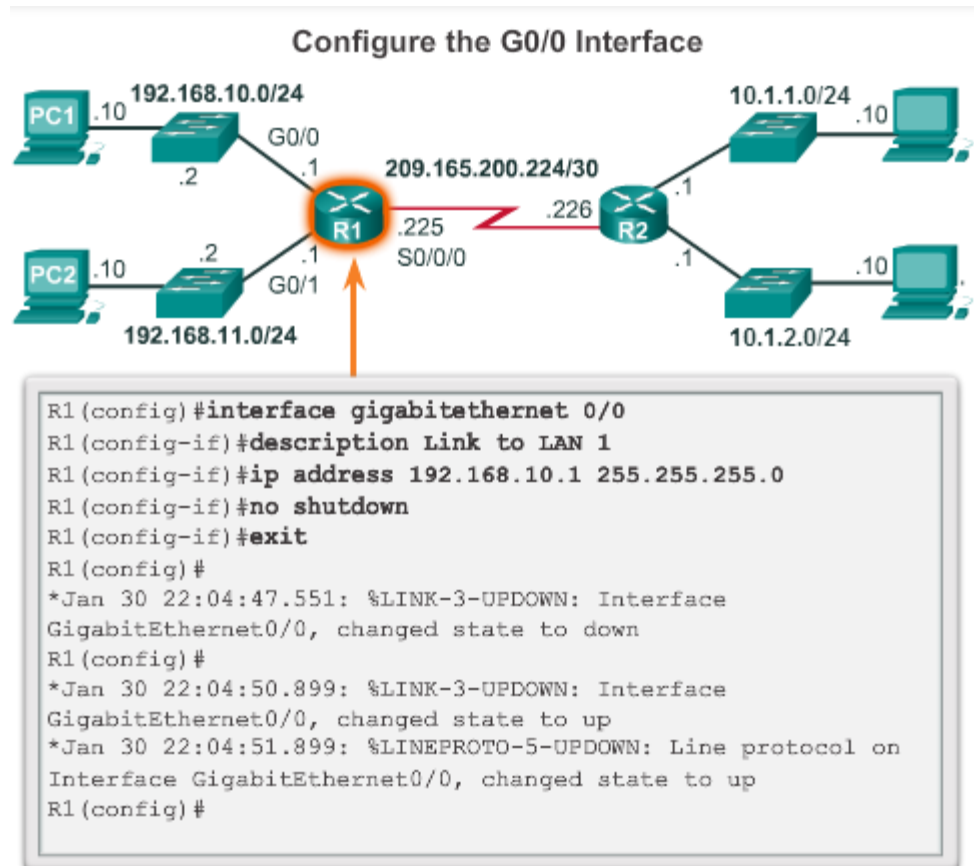 Configure the G0/0 Interface
192.168.10.0/24
10.1.1.0/24
PC1
.10
.10
G0/0
.2
.1
209.165.200.224/30
.1
.226
R1
.225
R2
.2
.1
S0/0/0
.1
PC2
.10
.10
G0/1
192.168.11.0/24
10.1.2.0/24
R1(config)#interface gigabitethernet 0/0
R1(config-if)#description Link to LAN 1
R1(config-if)#ip address 192.168.10.1 255.255.255.0
R1(config-if)#no shutdown
R1(config-if)#exit
R1(config)#
*Jan 30 22:04:47.551: %LINK-3-UPDOWN: Interface
GigabitEthernet0/0, changed state to down
R1(config)#
*Jan 30 22:04:50.899: %LINK-3-UPDOWN: Interface
GigabitEthernet0/0, changed state to up
*Jan 30 22:04:51.899: %LINEPROTO-5-UPDOWN: Line protocol on
Interface GigabitEthernet0/0, changed state to up
R1(config)#